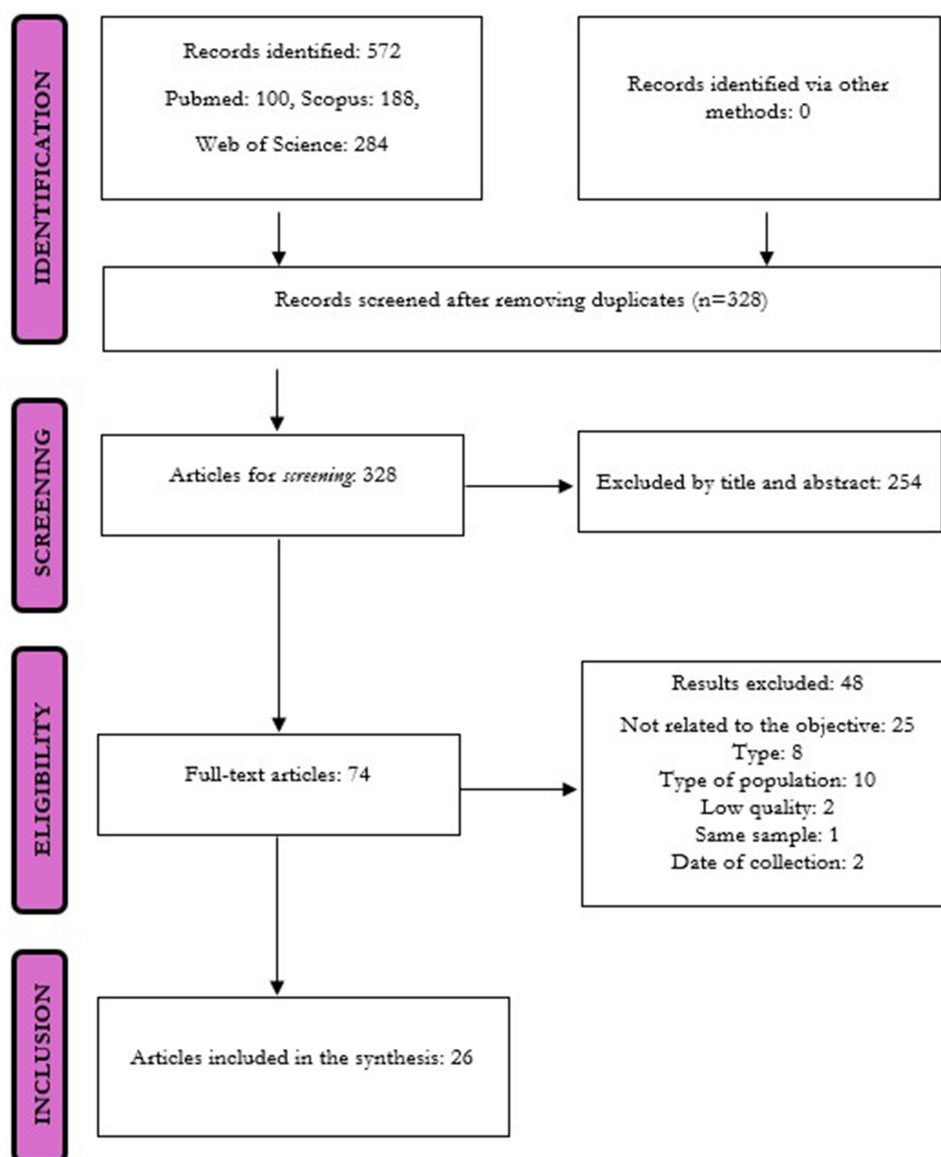 IDENTIFICATION
Records identified: 572
Pubmed: 100, Scopus: 188,
Web of Science: 284
Records identified via other
methods: 0
Records screened after removing duplicates (n=328)
SCREENING
Articles for screening: 328
Excluded by title and abstract: 254
ELIGIBILITY
Full-text articles: 74
Results excluded: 48
Not related to the objective: 25
Type: 8
Type of population: 10
Low quality: 2
Same sample: 1
Date of collection: 2
INCLUSION
Articles included in the synthesis: 26